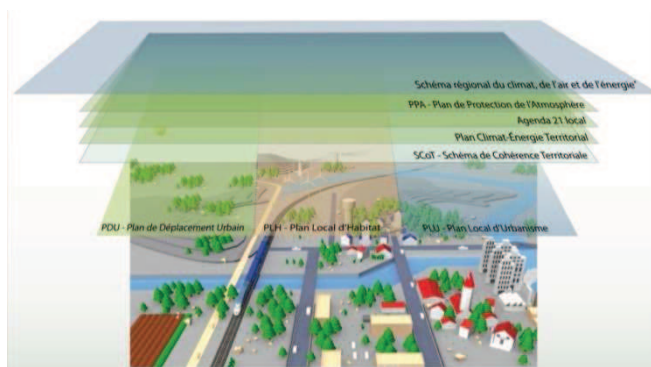 Schéma régional du climat, de l'air et de l'énergie"
PPA - Plan de Protection de l'Atmosphère
Agenda 21 local
Plan Climat-Énergie Territorial
SCoT - Schéma de Cohérence Territoriale
PDU - Plan de Déplacement Urbain PLH - Plan Local d'Habitat PLU - Plan Local d'Urbanisme